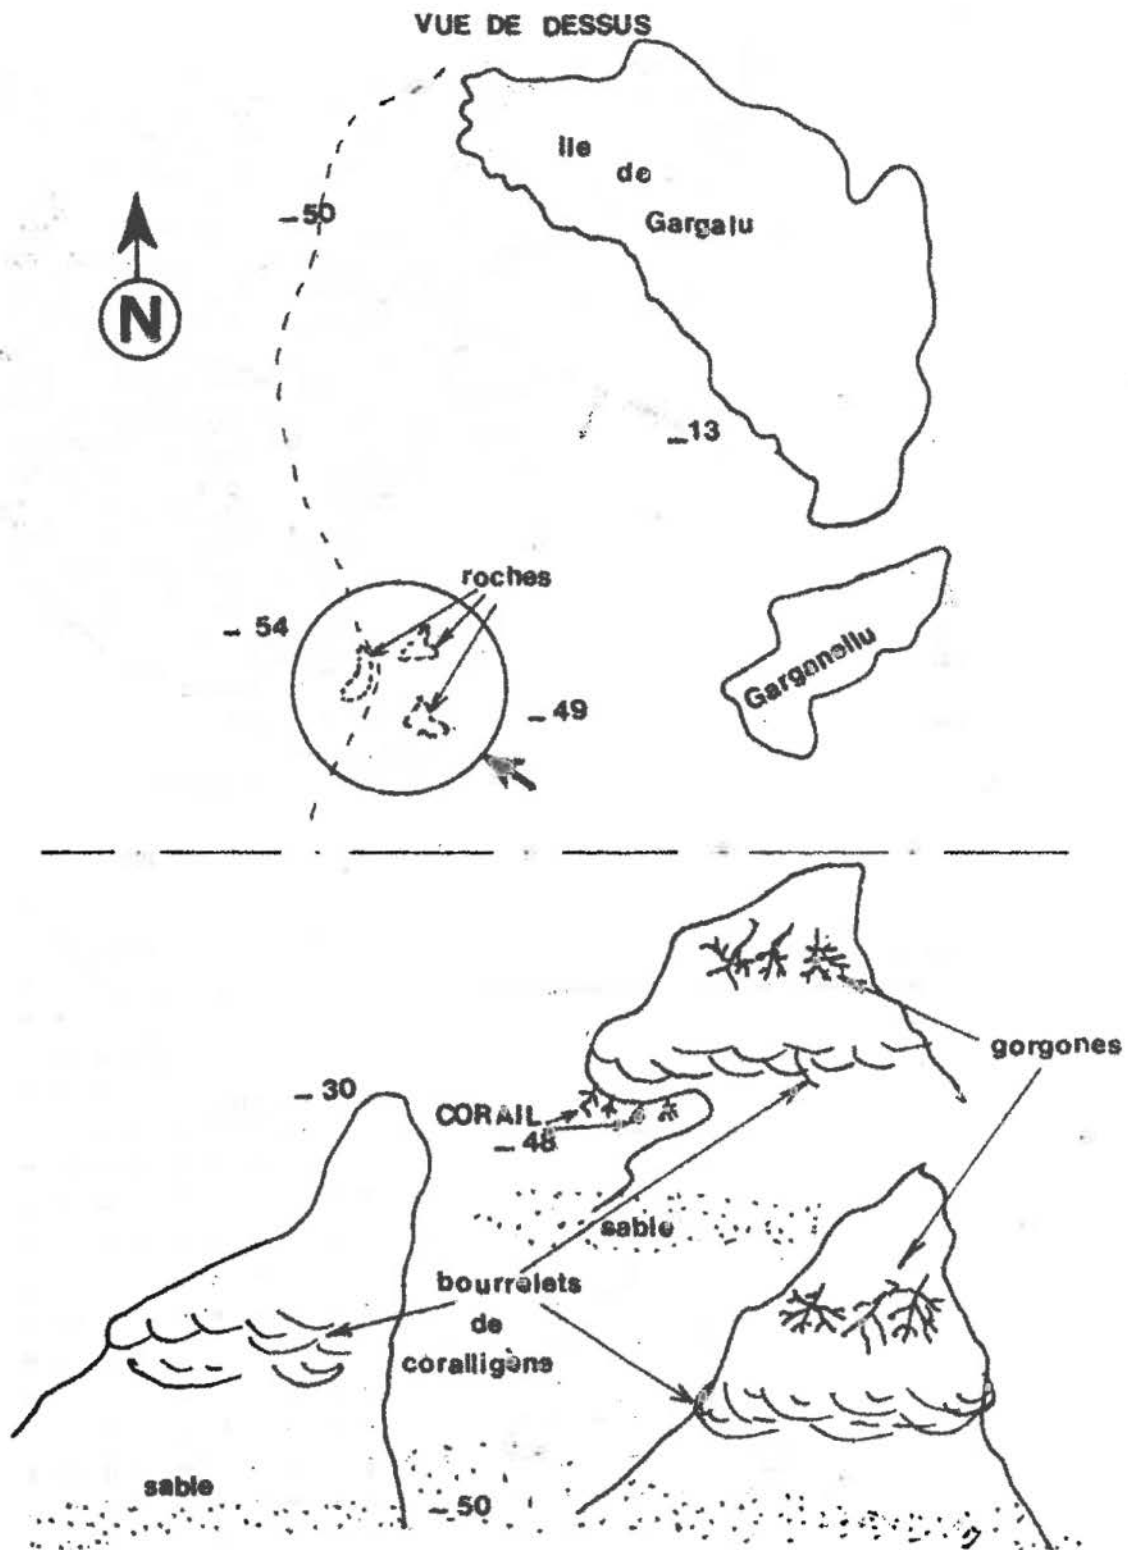 VUE DE DESSUS
Ile
de
Gargalu
- 50
N
- 13
roches
- 54
Garganellu
- 49
gorgones
- 30
CORAIL
- 48
sable
bourrelets
de
coralligène
sable
- 50